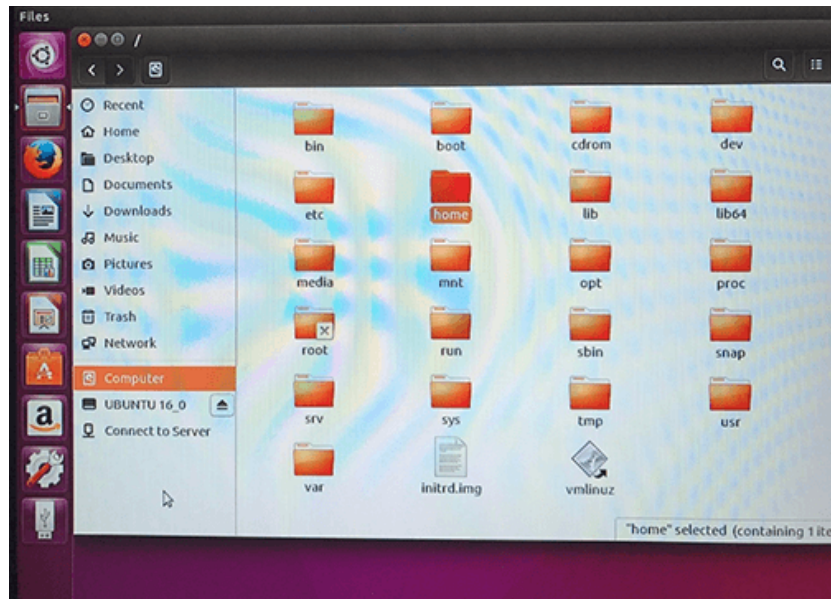 Files
/
Recent
Home
Desktop
Documents
Downloads
Music
Pictures
Videos
Trash
Network
Computer
UBUNTU 16_0
Connect to Server
bin boot cdrom dev
etc home lib lib64
media mnt opt proc
root run sbin snap
srv sys tmp usr
var initrd.img vmlinuz
"home" selected (containing 1 ite